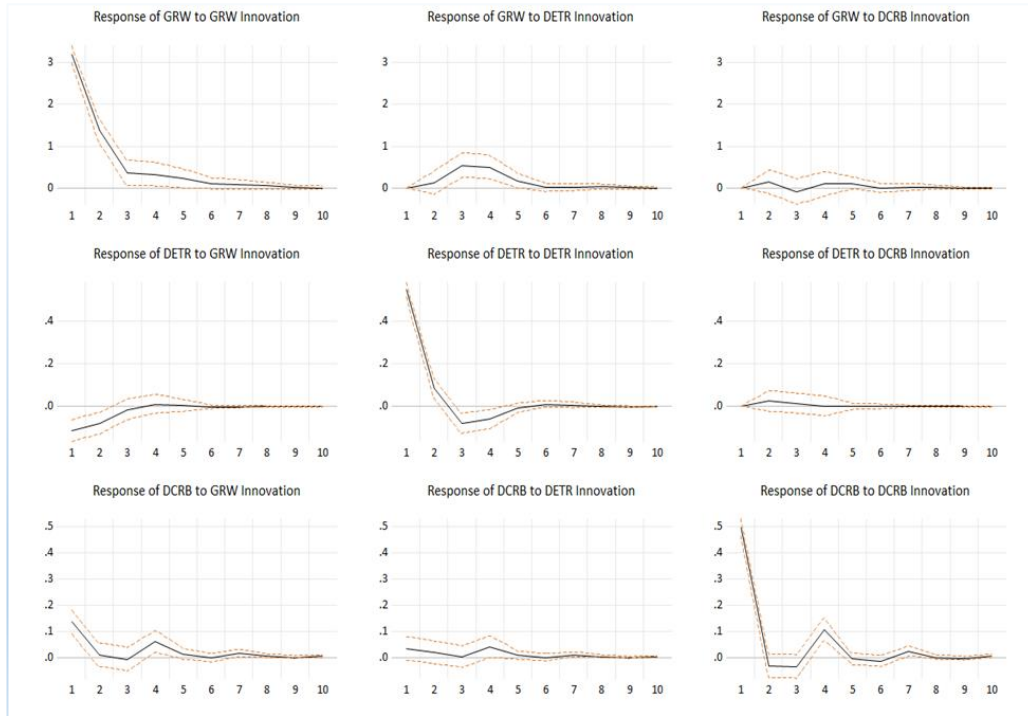 Response of GRW to GRW Innovation
3
2
1
0
1 2 3 4 5 6 7 8 9 10
Response of GRW to DETR Innovation
3
2
1
0
1 2 3 4 5 6 7 8 9 10
Response of GRW to DCRB Innovation
3
2
1
0
1 2 3 4 5 6 7 8 9 10
Response of DETR to GRW Innovation
.4
.2
.0
1 2 3 4 5 6 7 8 9 10
Response of DETR to DETR Innovation
.4
.2
.0
1 2 3 4 5 6 7 8 9 10
Response of DETR to DCRB Innovation
.4
.2
.0
1 2 3 4 5 6 7 8 9 10
Response of DCRB to GRW Innovation
.5
.4
.3
.2
.1
.0
1 2 3 4 5 6 7 8 9 10
Response of DCRB to DETR Innovation
.5
.4
.3
.2
.1
.0
1 2 3 4 5 6 7 8 9 10
Response of DCRB to DCRB Innovation
.5
.4
.3
.2
.1
.0
1 2 3 4 5 6 7 8 9 10